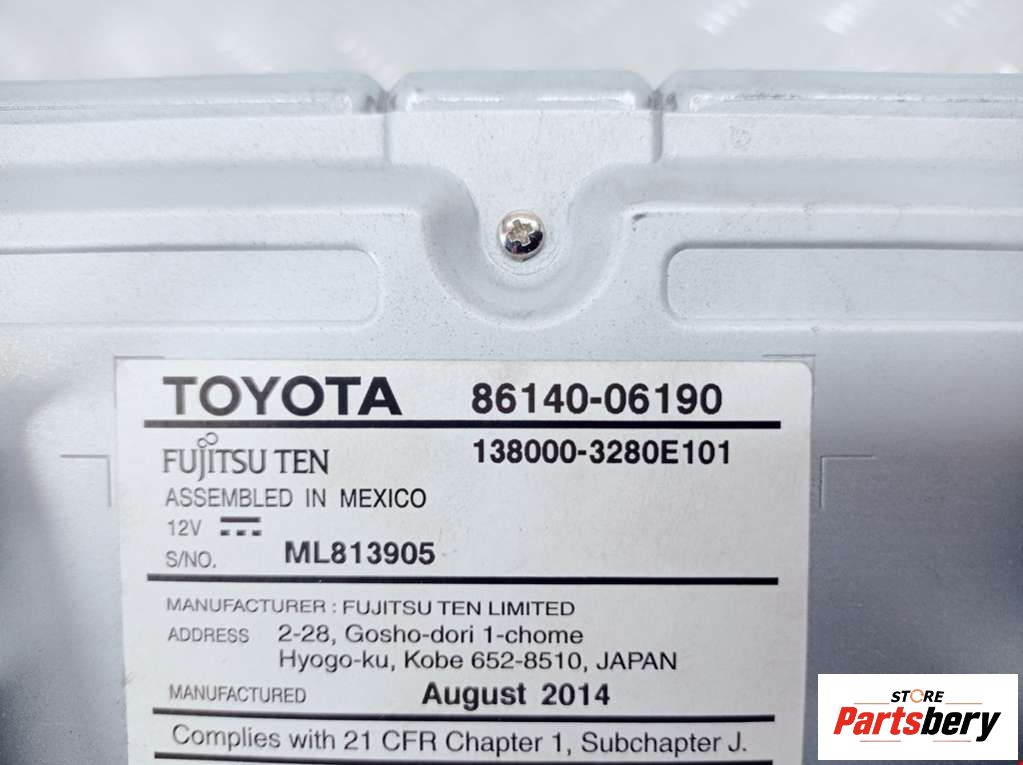 TOYOTA 86140-06190
FUJITSU TEN 138000-3280E101
ASSEMBLED IN MEXICO
12V
S/NO. ML813905
MANUFACTURER : FUJITSU TEN LIMITED
ADDRESS 2-28, Gosho-dori 1-chome
Hyogo-ku, Kobe 652-8510, JAPAN
MANUFACTURED August 2014
Complies with 21 CFR Chapter 1, Subchapter J.
STORE
Partsbery